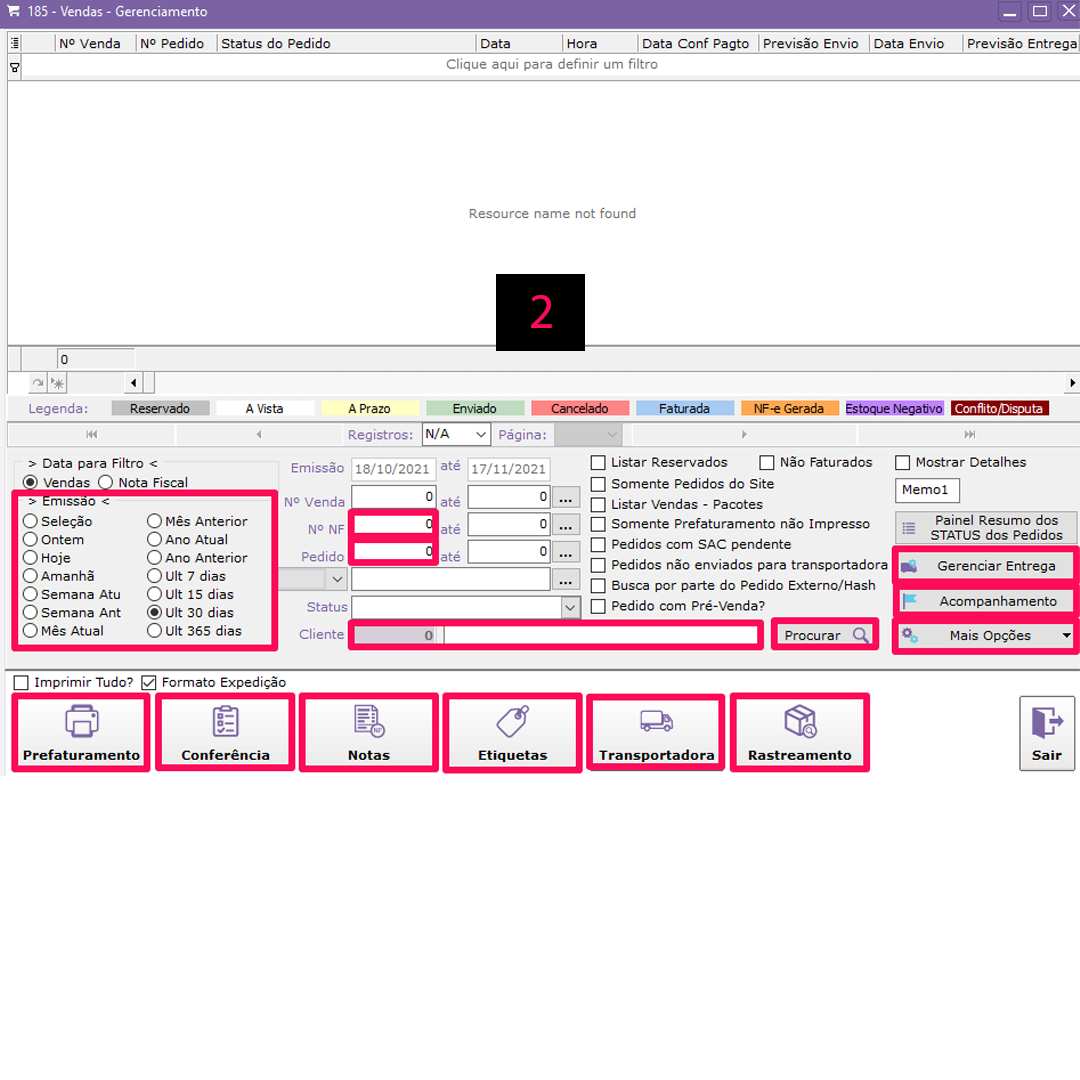 185 - Vendas - Gerenciamento
Nº Venda Nº Pedido Status do Pedido Data Hora Data Conf Pagto Previsão Envio Data Envio Previsão Entrega
Clique aqui para definir um filtro
Resource name not found
2
0
Legenda: Reservado A Vista A Prazo Enviado Cancelado Faturada NF-e Gerada Estoque Negativo Conflito/Disputa
Registros: N/A Página:
> Data para Filtro <
Vendas Nota Fiscal
> Emissão <
Seleção Mês Anterior
Ontem Ano Atual
Hoje Ano Anterior
Amanhã Ult 7 dias
Semana Atu Ult 15 dias
Semana Ant Ult 30 dias
Mês Atual Ult 365 dias
Emissão 18/10/2021 até 17/11/2021
Nº Venda 0 até 0 ...
Nº NF 0 até 0 ...
Pedido 0 até 0 ...
...
Status
Cliente 0
Procurar
Listar Reservados Não Faturados
Somente Pedidos do Site
Listar Vendas - Pacotes
Somente Prefaturamento não Impresso
Pedidos com SAC pendente
Pedidos não enviados para transportadora
Busca por parte do Pedido Externo/Hash
Pedido com Pré-Venda?
Mostrar Detalhes
Memo1
Painel Resumo dos
STATUS dos Pedidos
Gerenciar Entrega
Acompanhamento
Mais Opções
Imprimir Tudo? Formato Expedição
Prefaturamento Conferência NF Notas Etiquetas Transportadora Rastreamento Sair